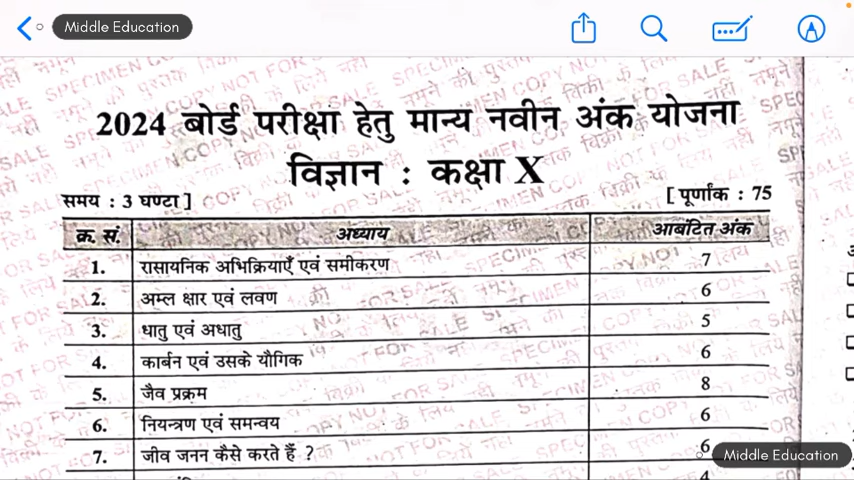 Middle Education
2024 बोर्ड परीक्षा हेतु मान्य नवीन अंक योजना
विज्ञान : कक्षा X
समय : 3 घण्टा ] [ पूर्णांक : 75
क्र. सं. अध्याय आबंटित अंक
1. रासायनिक अभिक्रियाएँ एवं समीकरण 7
2. अम्ल क्षार एवं लवण 6
3. धातु एवं अधातु 5
4. कार्बन एवं उसके यौगिक 6
5. जैव प्रक्रम 8
6. नियन्त्रण एवं समन्वय 6
7. जीव जनन कैसे करते हैं ? 6
4
Middle Education